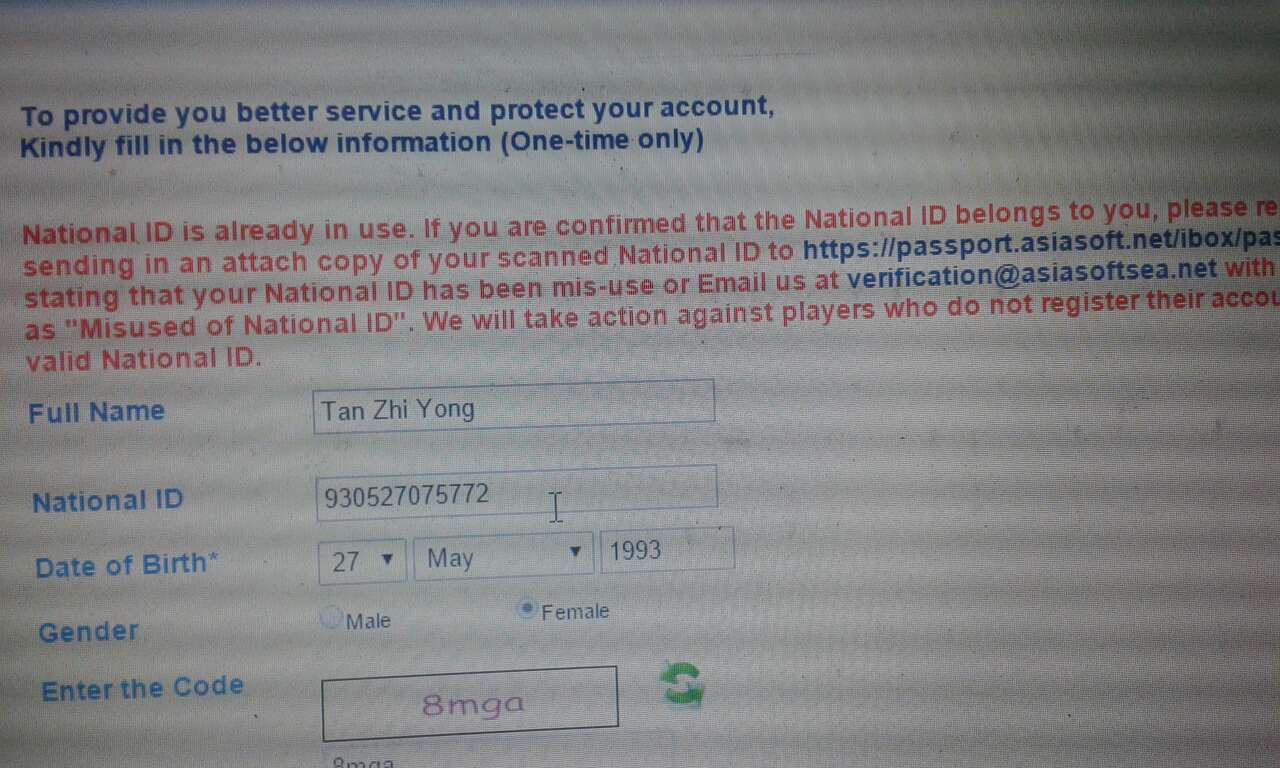 To provide you better service and protect your account,
Kindly fill in the below information (One-time only)
National ID is already in use. If you are confirmed that the National ID belongs to you, please re
sending in an attach copy of your scanned National ID to https://passport.asiasoft.net/ibox/pas
stating that your National ID has been mis-use or Email us at verification@asiasoftsea.net with
as "Misused of National ID". We will take action against players who do not register their accou
valid National ID.
Full Name Tan Zhi Yong
National ID 930527075772
Date of Birth* 27 May 1993
Gender Male Female
Enter the Code 8mga
8mga